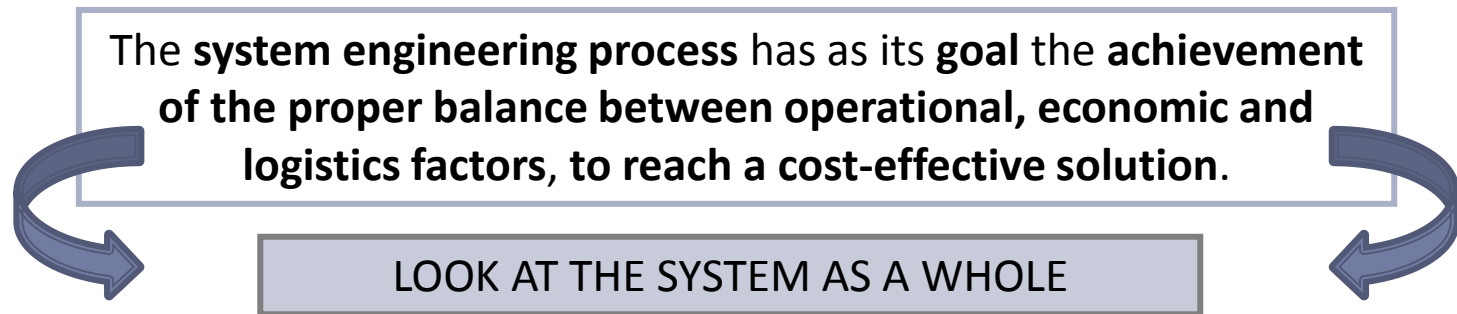 The system engineering process has as its goal the achievement
of the proper balance between operational, economic and
logistics factors, to reach a cost-effective solution.
LOOK AT THE SYSTEM AS A WHOLE